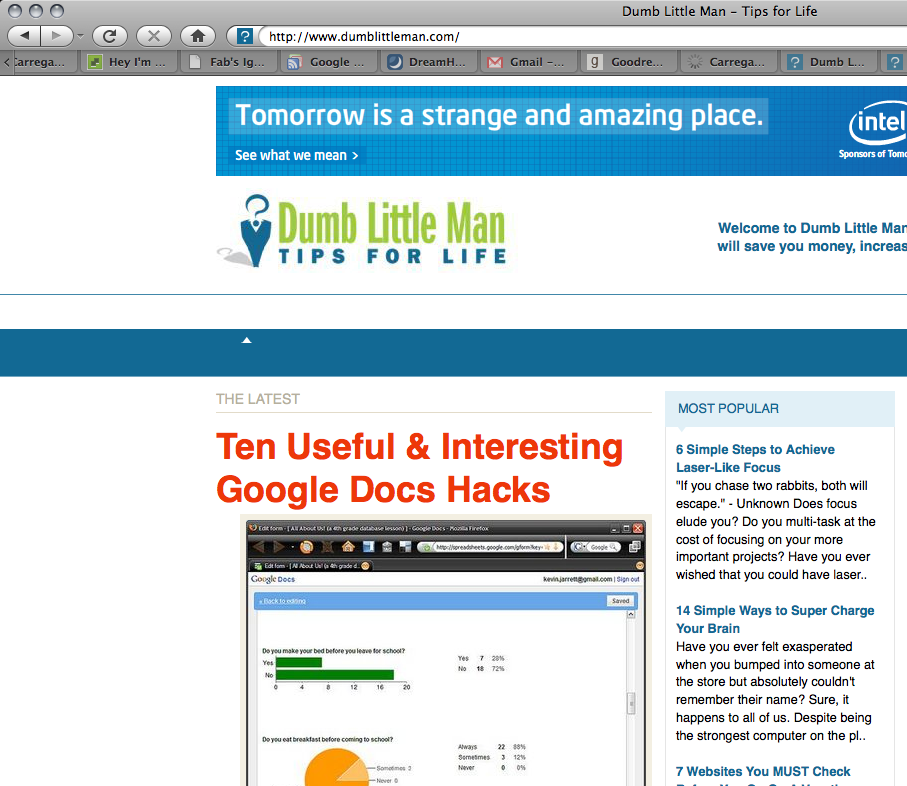 Dumb Little Man – Tips for Life
http://www.dumblittleman.com/
Carrega...
Hey I'm ...
Fab's Ig...
Google ...
DreamH...
Gmail –...
Goodre...
Carrega...
Dumb L...
Tomorrow is a strange and amazing place.
See what we mean >
intel
Sponsors of Tomo
Dumb Little Man
TIPS FOR LIFE
Welcome to Dumb Little Man
will save you money, increas
THE LATEST
Ten Useful & Interesting
Google Docs Hacks
Edit form - [ All About Us! (a 4th grade database lesson) ] - Google Docs - Mozilla Firefox
http://spreadsheets.google.com/gform?key=
Google
Edit form - [ All About Us! (a 4th grade d...
Google Docs
kevin.jarrett@gmail.com | Sign out
« Back to editing
Saved
Do you make your bed before you leave for school?
Yes
No
0 4 8 12 16 20
Yes 7 28%
No 18 72%
Do you eat breakfast before coming to school?
Sometimes 3
Never 0
Always 22 88%
Sometimes 3 12%
Never 0 0%
MOST POPULAR
6 Simple Steps to Achieve
Laser-Like Focus
"If you chase two rabbits, both will
escape." - Unknown Does focus
elude you? Do you multi-task at the
cost of focusing on your more
important projects? Have you ever
wished that you could have laser..
14 Simple Ways to Super Charge
Your Brain
Have you ever felt exasperated
when you bumped into someone at
the store but absolutely couldn't
remember their name? Sure, it
happens to all of us. Despite being
the strongest computer on the pl..
7 Websites You MUST Check